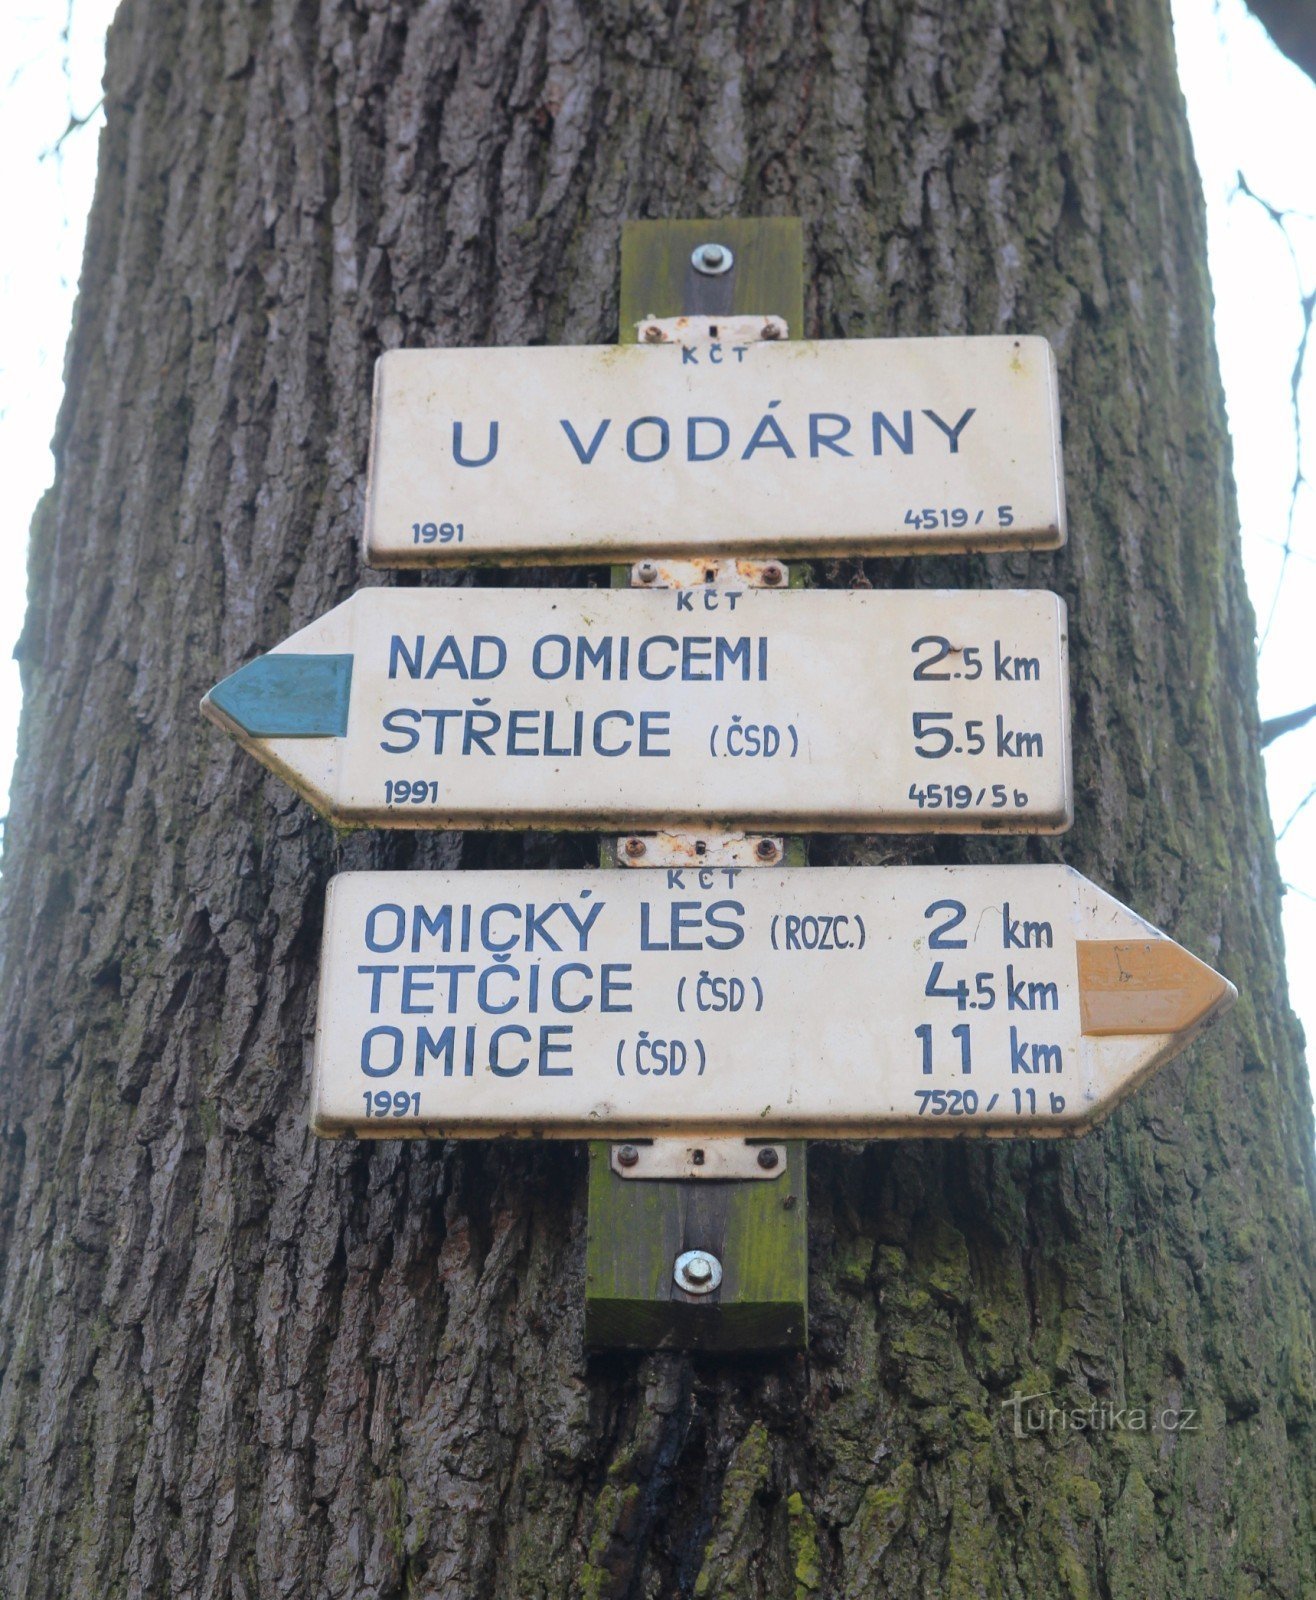 KČT
U VODÁRNY
1991 4519/5
KČT
NAD OMICEMI 2.5 km
STŘELICE (ČSD) 5.5 km
1991 4519/5b
KČT
OMICKÝ LES (ROZC.) 2 km
TETČICE (ČSD) 4.5 km
OMICE (ČSD) 11 km
1991 7520/11b
Turistika.cz